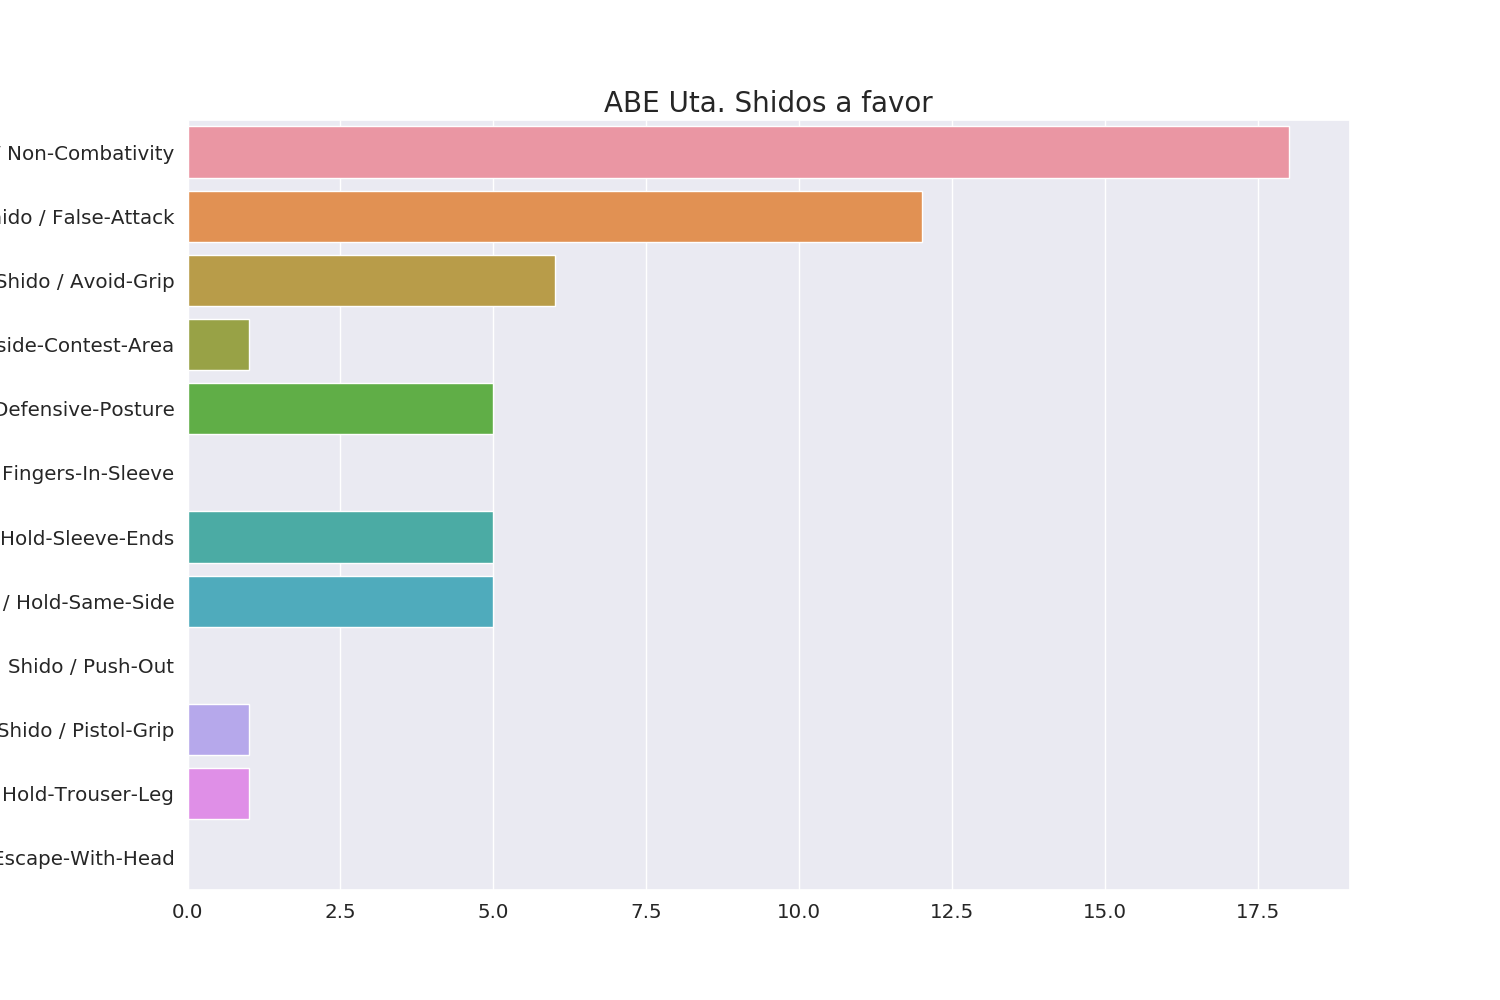 ABE Uta. Shidos a favor
/ Non-Combativity
ido / False-Attack
Shido / Avoid-Grip
side-Contest-Area
Defensive-Posture
Fingers-In-Sleeve
Hold-Sleeve-Ends
/ Hold-Same-Side
Shido / Push-Out
Shido / Pistol-Grip
Hold-Trouser-Leg
Escape-With-Head
0.0 2.5 5.0 7.5 10.0 12.5 15.0 17.5